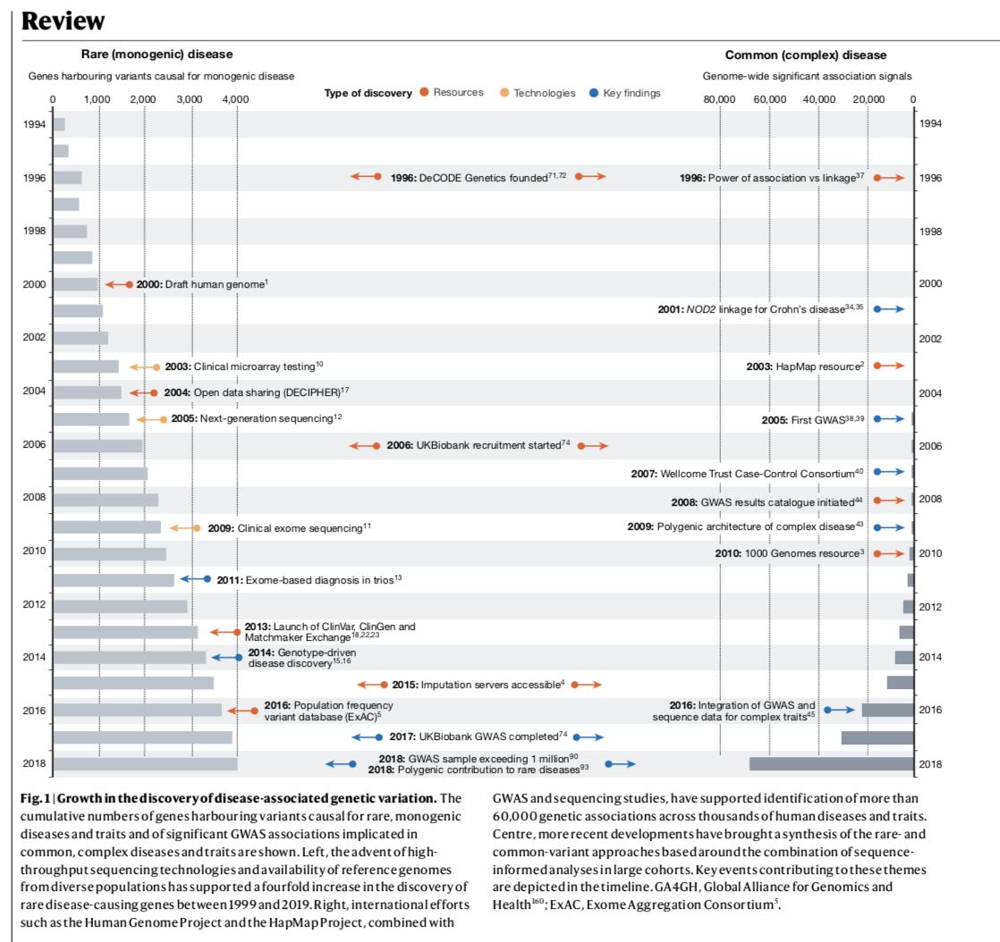 Review
Rare (monogenic) disease
Common (complex) disease
Genes harbouring variants causal for monogenic disease
Genome-wide significant association signals
Type of discovery Resources Technologies Key findings
0 1,000 2,000 3,000 4,000
80,000 60,000 40,000 20,000 0
1994 1994
1996 1996: DeCODE Genetics founded71,72 1996: Power of association vs linkage37 1996
1998 1998
2000 2000: Draft human genome1 2000
2001: NOD2 linkage for Crohn's disease34,35
2002 2002
2003: Clinical microarray testing10 2003: HapMap resource2
2004 2004: Open data sharing (DECIPHER)17 2004
2005: Next-generation sequencing12 2005: First GWAS38,39
2006 2006: UKBiobank recruitment started74 2006
2007: Wellcome Trust Case-Control Consortium40
2008 2008: GWAS results catalogue initiated44 2008
2009: Clinical exome sequencing11 2009: Polygenic architecture of complex disease43
2010 2010: 1000 Genomes resource3 2010
2011: Exome-based diagnosis in trios13
2012 2012
2013: Launch of ClinVar, ClinGen and
Matchmaker Exchange18,22,23
2014 2014: Genotype-driven 2014
disease discovery15,16
2015: Imputation servers accessible4
2016 2016: Population frequency 2016: Integration of GWAS and 2016
variant database (ExAC)5 sequence data for complex traits45
2017: UKBiobank GWAS completed74
2018: GWAS sample exceeding 1 million90
2018 2018: Polygenic contribution to rare diseases93 2018
Fig. 1 | Growth in the discovery of disease-associated genetic variation. The
cumulative numbers of genes harbouring variants causal for rare, monogenic
diseases and traits and of significant GWAS associations implicated in
common, complex diseases and traits are shown. Left, the advent of high-
throughput sequencing technologies and availability of reference genomes
from diverse populations has supported a fourfold increase in the discovery of
rare disease-causing genes between 1999 and 2019. Right, international efforts
such as the Human Genome Project and the HapMap Project, combined with
GWAS and sequencing studies, have supported identification of more than
60,000 genetic associations across thousands of human diseases and traits.
Centre, more recent developments have brought a synthesis of the rare- and
common-variant approaches based around the combination of sequence-
informed analyses in large cohorts. Key events contributing to these themes
are depicted in the timeline. GA4GH, Global Alliance for Genomics and
Health160; ExAC, Exome Aggregation Consortium5.